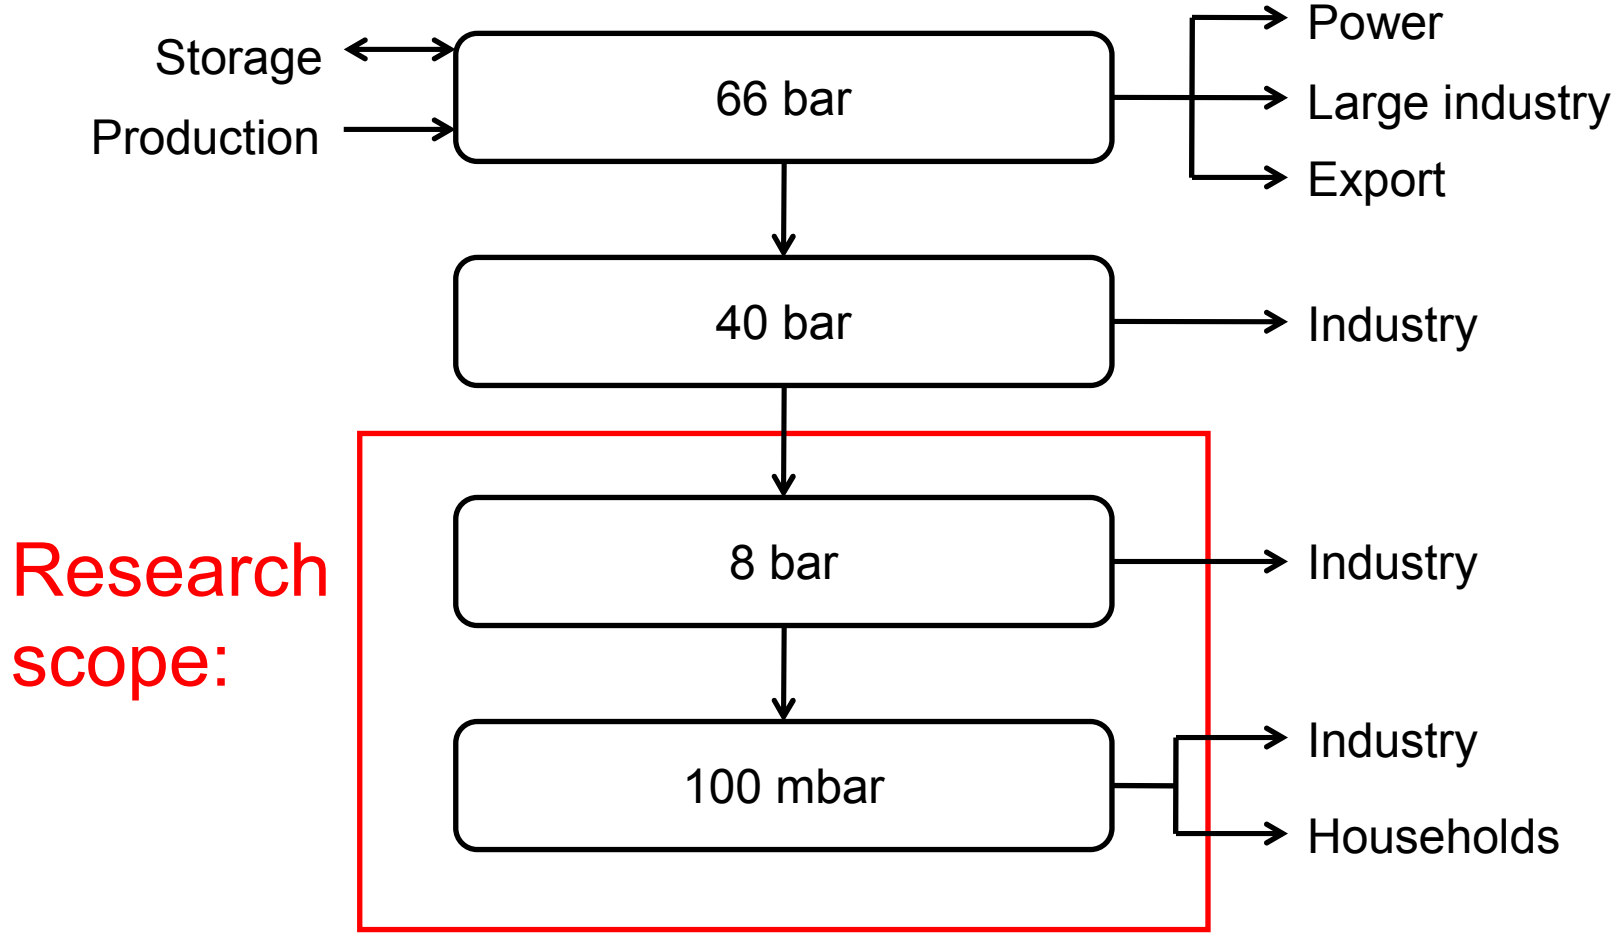 Storage
Production
66 bar
Power
Large industry
Export
40 bar
Industry
Research
scope:
8 bar
Industry
100 mbar
Industry
Households